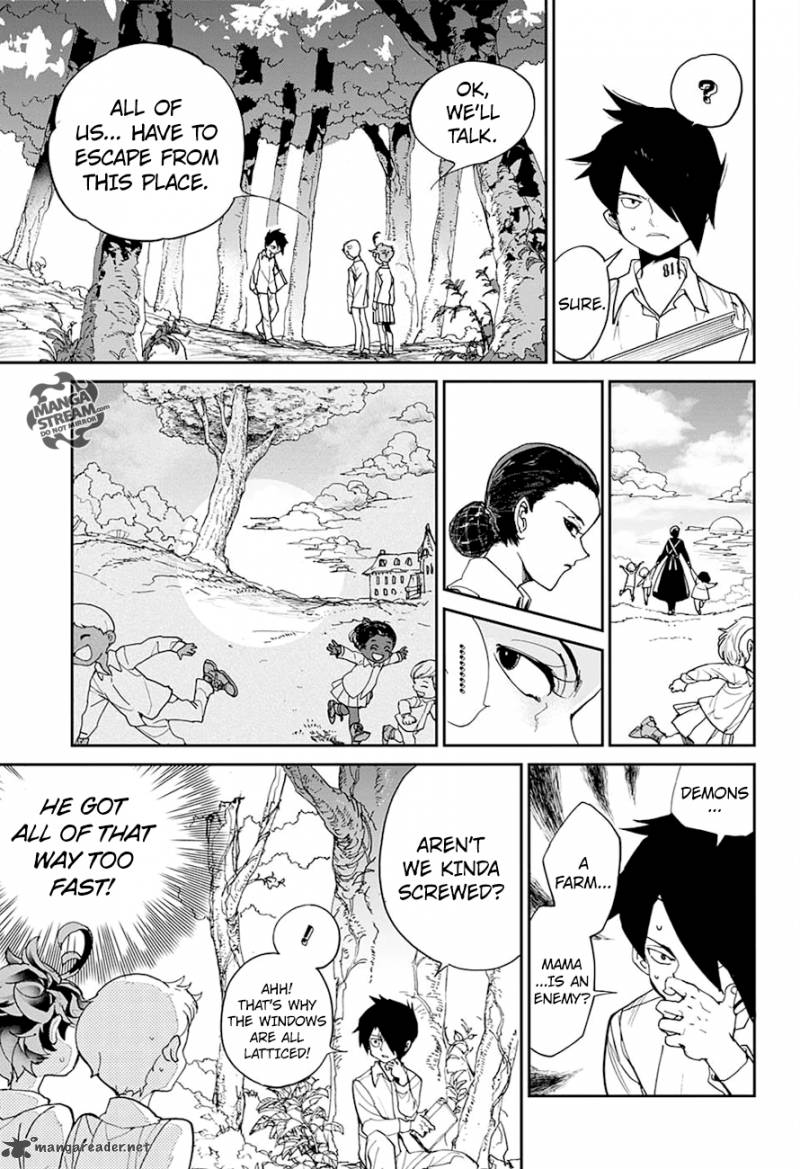 ?
SURE.
811
OK,
WE'LL
TALK.
ALL OF
US... HAVE TO
ESCAPE FROM
THIS PLACE.
MANGA
STREAM.com
DO NOT MIRROR!
DEMONS
...
A
FARM...
MAMA
...IS AN
ENEMY?
AREN'T
WE KINDA
SCREWED?
!
AHH!
THAT'S WHY
THE WINDOWS
ARE ALL
LATTICED!
HE GOT
ALL OF THAT
WAY TOO
FAST!
mangareader.net